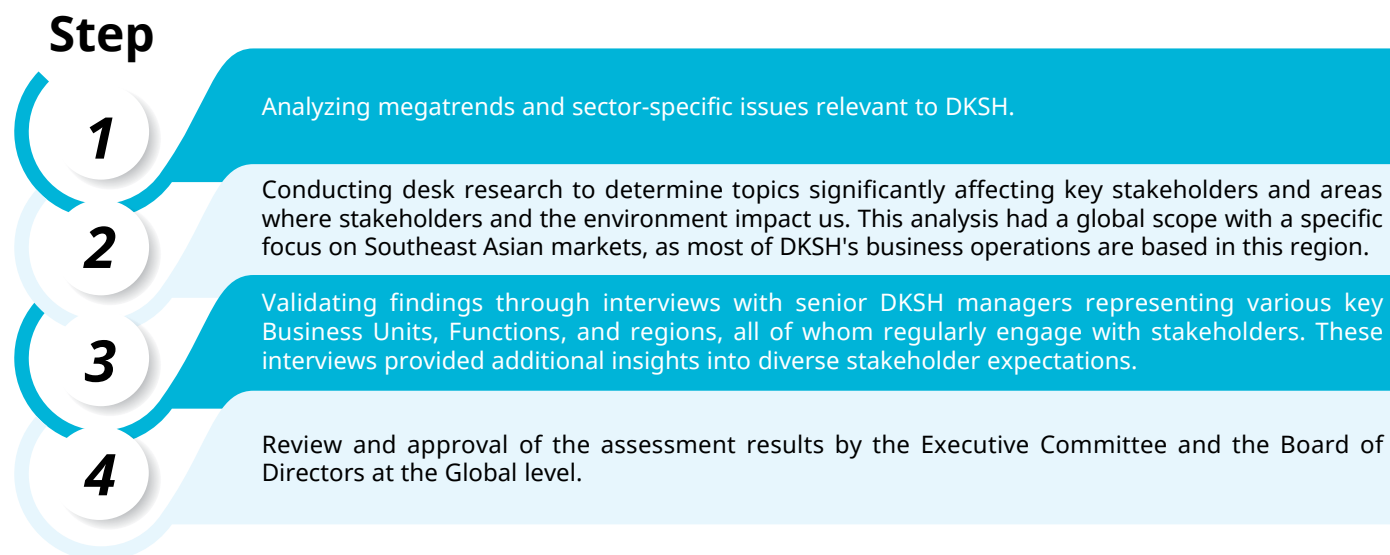 Step
1
Analyzing megatrends and sector-specific issues relevant to DKSH.
2
Conducting desk research to determine topics significantly affecting key stakeholders and areas
where stakeholders and the environment impact us. This analysis had a global scope with a specific
focus on Southeast Asian markets, as most of DKSH's business operations are based in this region.
3
Validating findings through interviews with senior DKSH managers representing various key
Business Units, Functions, and regions, all of whom regularly engage with stakeholders. These
interviews provided additional insights into diverse stakeholder expectations.
4
Review and approval of the assessment results by the Executive Committee and the Board of
Directors at the Global level.